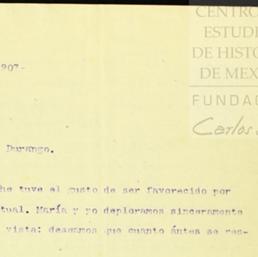 CENTRO
ESTUDI
DE HISTO
DE MEX
FUNDAC
Carlos
907-
Durango.
he tuve el gusto de ser favorecido por
tual. María y yo deploramos sinceramente
vista: deseamos que cuanto ántes se res-